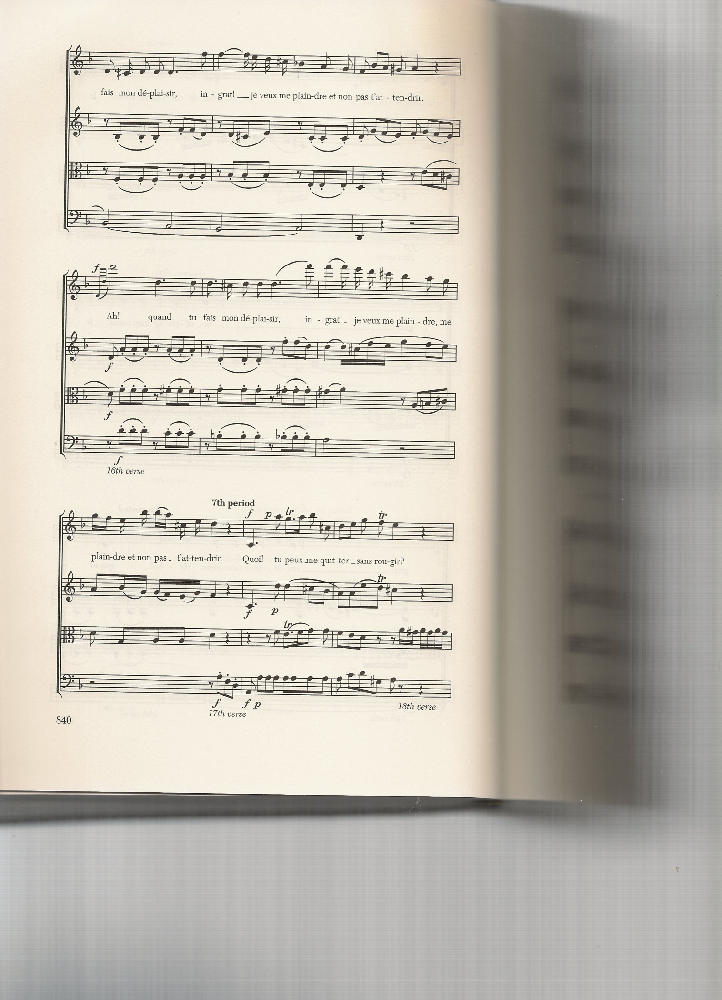 fais mon dé-plai-sir, in - grat! __ je veux me plain-dre et non pas t'at - ten-drir.
f
Ah! quand tu fais mon dé-plai-sir, in - grat! _ je veux me plain - dre, me
f
f
f
16th verse
7th period
f p tr tr
plain-dre et non pas _ t'at-ten-drir. Quoi! tu peux _ me quit-ter _ sans rou-gir?
tr
f p
tr
f f p
17th verse 18th verse
840